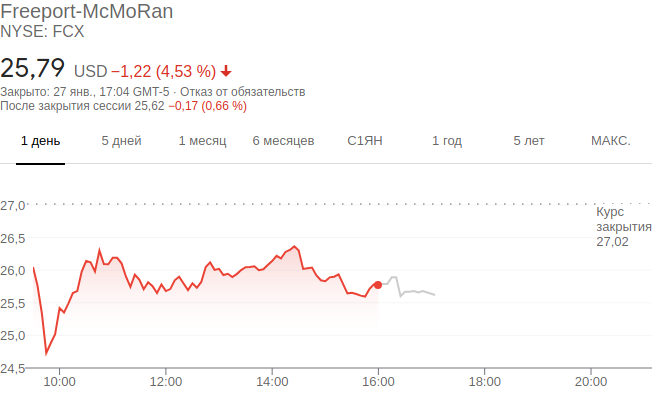 Freeport-McMoRan
NYSE: FCX
25,79 USD −1,22 (4,53 %)
Закрыто: 27 янв., 17:04 GMT-5 · Отказ от обязательств
После закрытия сессии 25,62 −0,17 (0,66 %)
1 день 5 дней 1 месяц 6 месяцев С1ЯН 1 год 5 лет МАКС.
27,0
Курс
закрытия
27,02
26,5
26,0
25,5
25,0
24,5
10:00 12:00 14:00 16:00 18:00 20:00